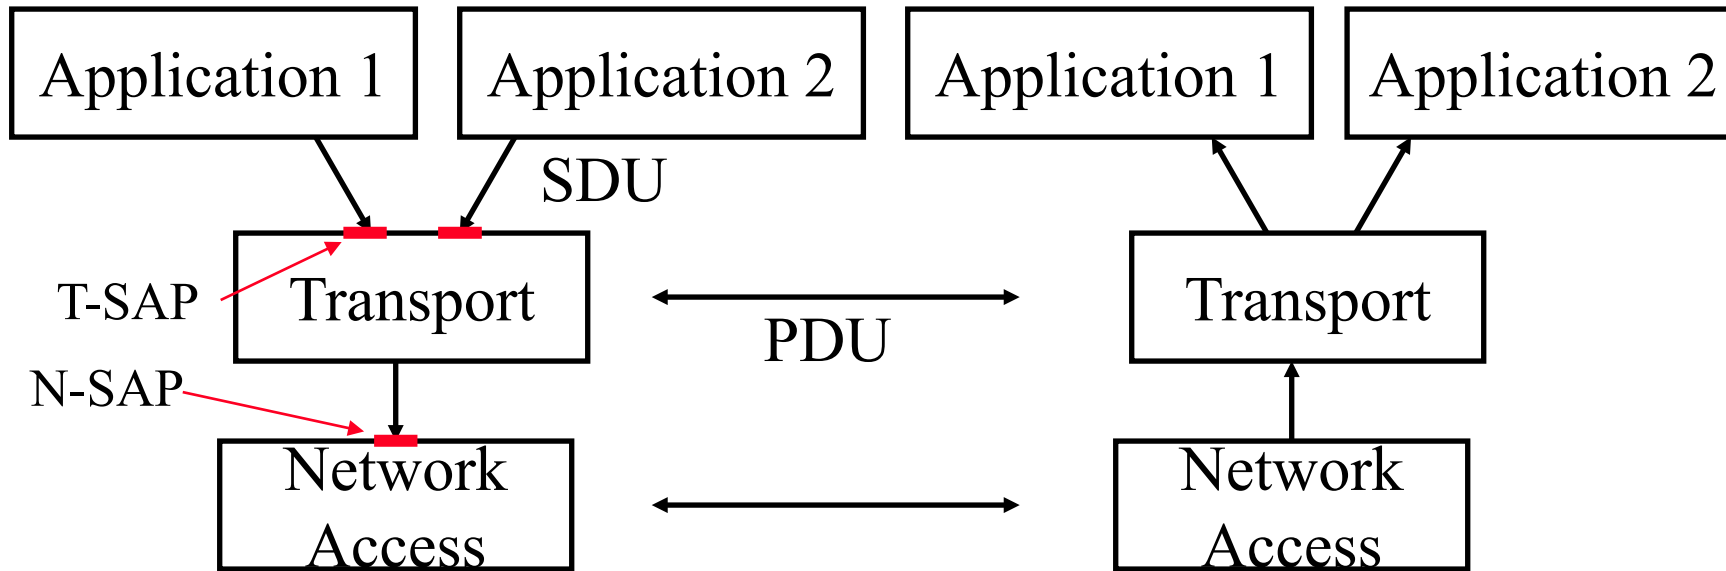 Application 1
Application 2
Application 1
Application 2
SDU
T-SAP
Transport
PDU
Transport
N-SAP
Network
Access
Network
Access